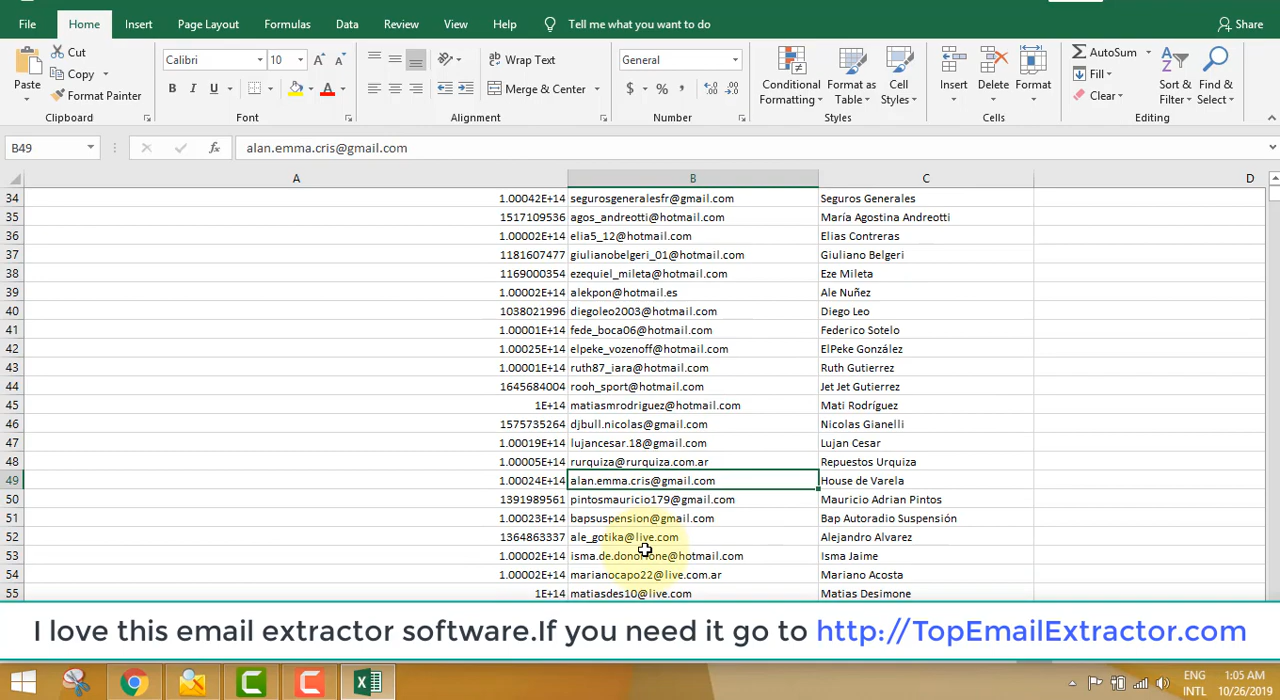 File Home Insert Page Layout Formulas Data Review View Help Tell me what you want to do Share
Cut
Copy
Format Painter
Paste
Clipboard
Calibri 10
B I U
Font
Wrap Text
Merge & Center
Alignment
General
$ % ,
Number
Conditional Formatting
Format as Table
Cell Styles
Styles
Insert Delete Format
Cells
AutoSum
Fill
Clear
Sort & Filter
Find & Select
Editing
B49 fx alan.emma.cris@gmail.com
A B C D
34 1.00042E+14 segurosgeneralesfr@gmail.com Seguros Generales
35 1517109536 agos_andreotti@hotmail.com María Agostina Andreotti
36 1.00002E+14 elia5_12@hotmail.com Elias Contreras
37 1181607477 giulianobelgeri_01@hotmail.com Giuliano Belgeri
38 1169000354 ezequiel_mileta@hotmail.com Eze Mileta
39 1.00002E+14 alekpon@hotmail.es Ale Nuñez
40 1038021996 diegoleo2003@hotmail.com Diego Leo
41 1.00001E+14 fede_boca06@hotmail.com Federico Sotelo
42 1.00025E+14 elpeke_vozenoff@hotmail.com ElPeke González
43 1.00001E+14 ruth87_iara@hotmail.com Ruth Gutierrez
44 1645684004 rooh_sport@hotmail.com Jet Jet Gutierrez
45 1E+14 matiasmrodriguez@hotmail.com Mati Rodríguez
46 1575735264 djbull.nicolas@gmail.com Nicolas Gianelli
47 1.00019E+14 lujancesar.18@gmail.com Lujan Cesar
48 1.00005E+14 rurquiza@rurquiza.com.ar Repuestos Urquiza
49 1.00024E+14 alan.emma.cris@gmail.com House de Varela
50 1391989561 pintosmauricio179@gmail.com Mauricio Adrian Pintos
51 1.00023E+14 bapsuspension@gmail.com Bap Autoradio Suspensión
52 1364863337 ale_gotika@live.com Alejandro Alvarez
53 1.00002E+14 Isma Jaime
54 1.00002E+14 marianocapo22@live.com.ar Mariano Acosta
55 1E+14 matiasdes10@live.com Matias Desimone
I love this email extractor software.If you need it go to http://TopEmailExtractor.com
ENG 1:05 AM
INTL 10/26/2019